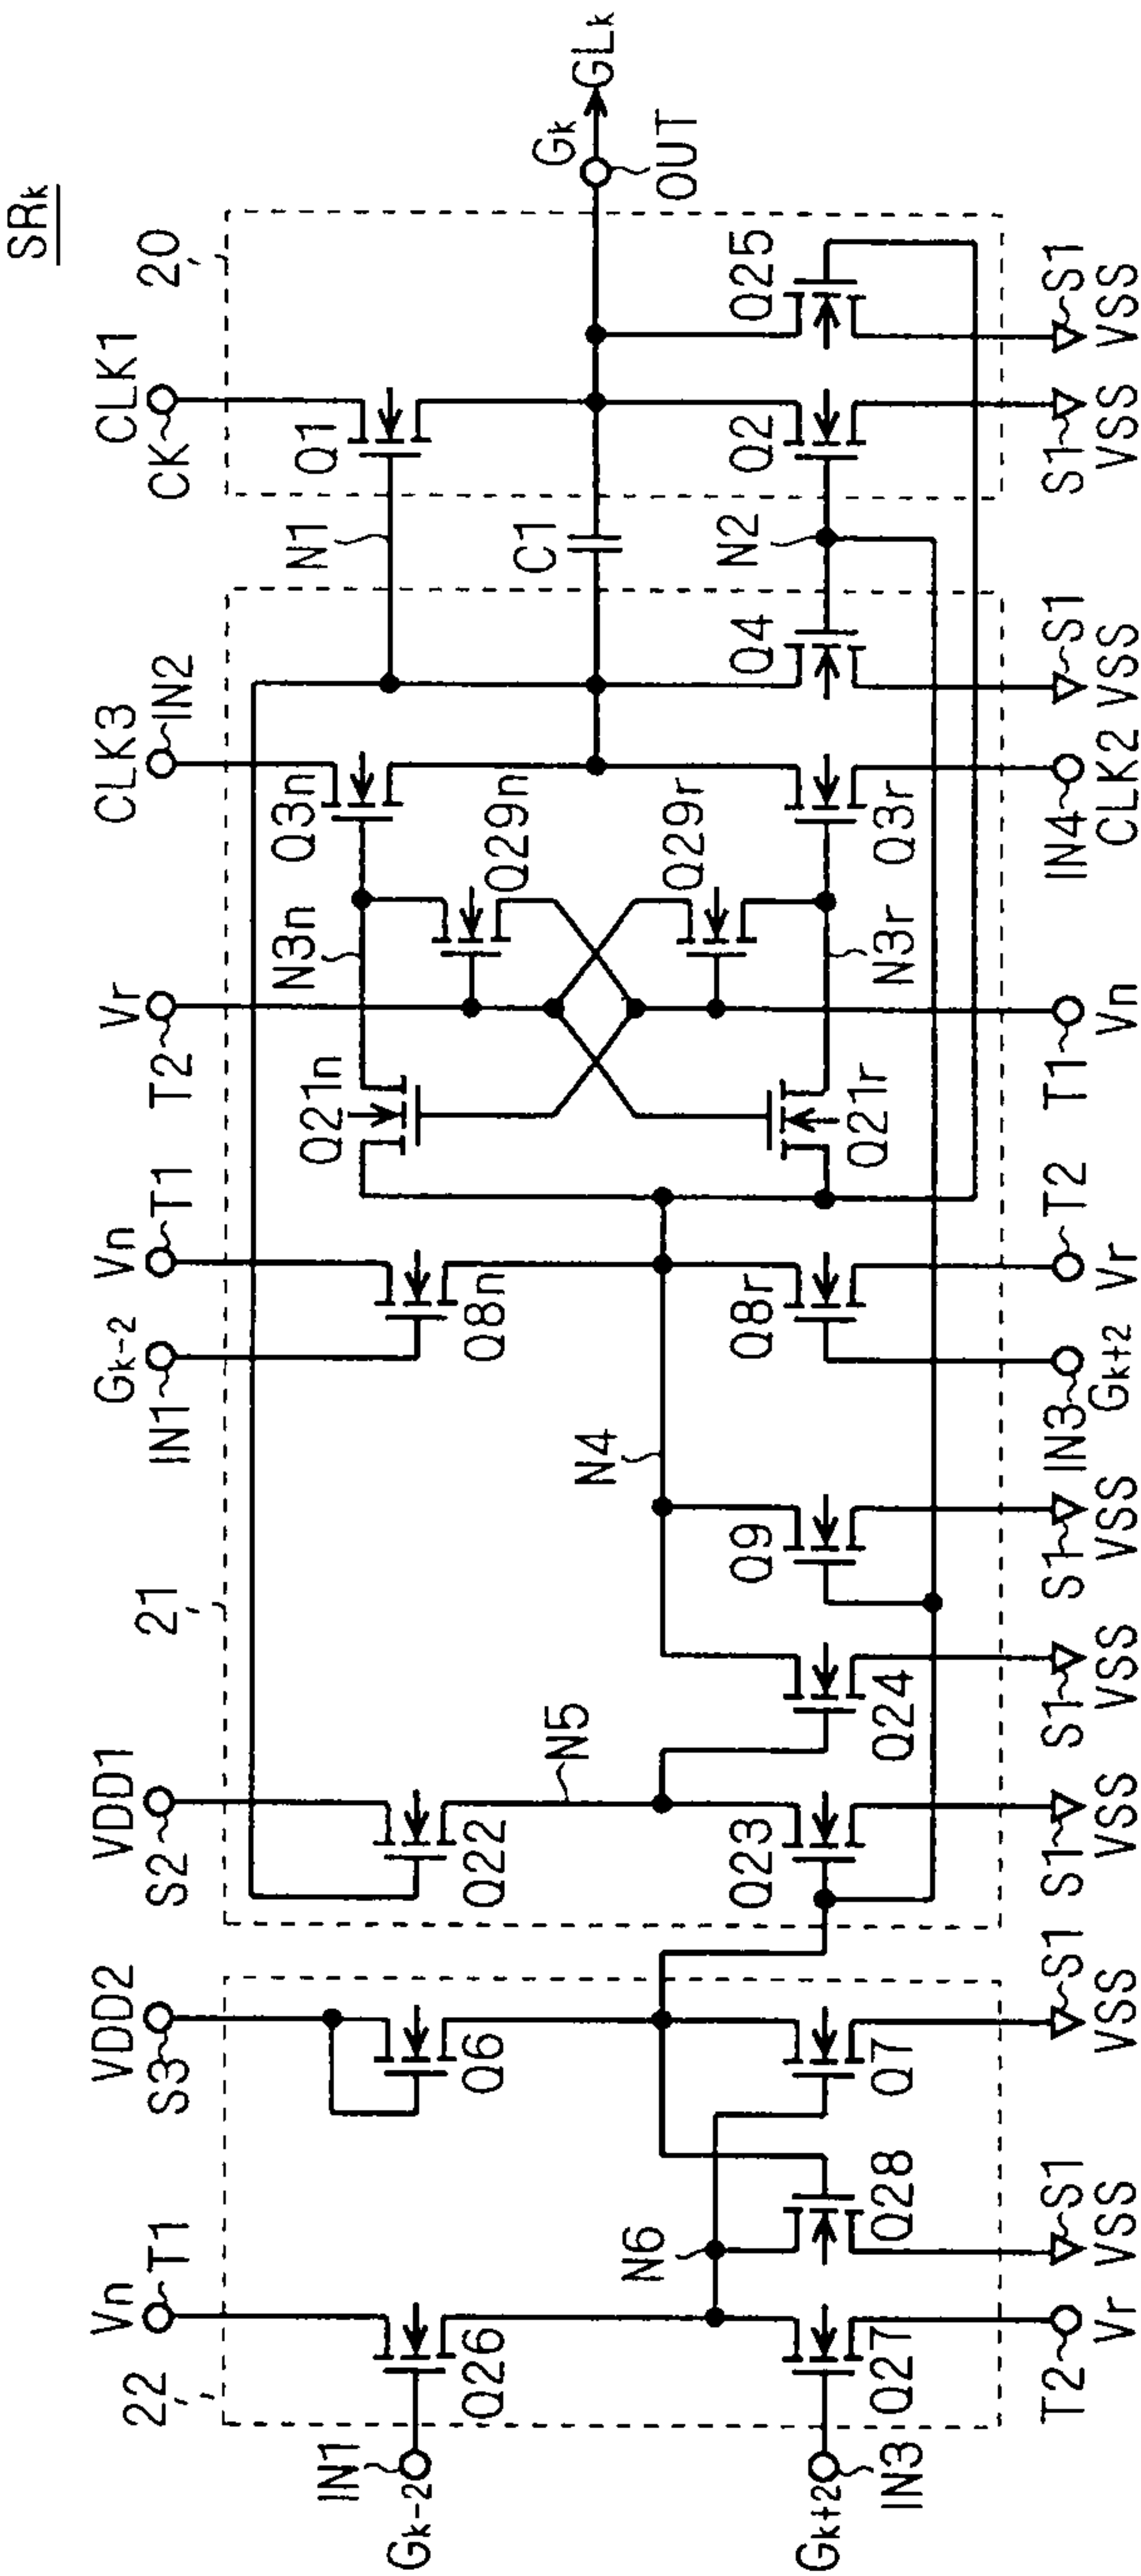 SRk
Vn
VDD2
VDD1
Gk-2
Vn
Vr
CLK3
CLK1
22
T1
S3
S2
21
IN1
T1
T2
IN2
CK
20
N3n
Q3n
N1
Q1
IN1
Gk-2
Q26
Q6
Q22
Q8n
Q21n
Q29n
C1
Gk
GLk
OUT
N5
N4
N6
Q29r
N2
Q4
Q2
Q25
Q23
Q9
Q8r
Q21r
N3r
Q3r
Gk+2
IN3
Q27
Q28
Q7
Q24
T2
S1
S1
S1
S1
S1
IN3
T2
T1
IN4
S1
S1
S1
Vr
VSS
VSS
VSS
VSS
VSS
Gk+2
Vr
Vn
CLK2
VSS
VSS
VSS